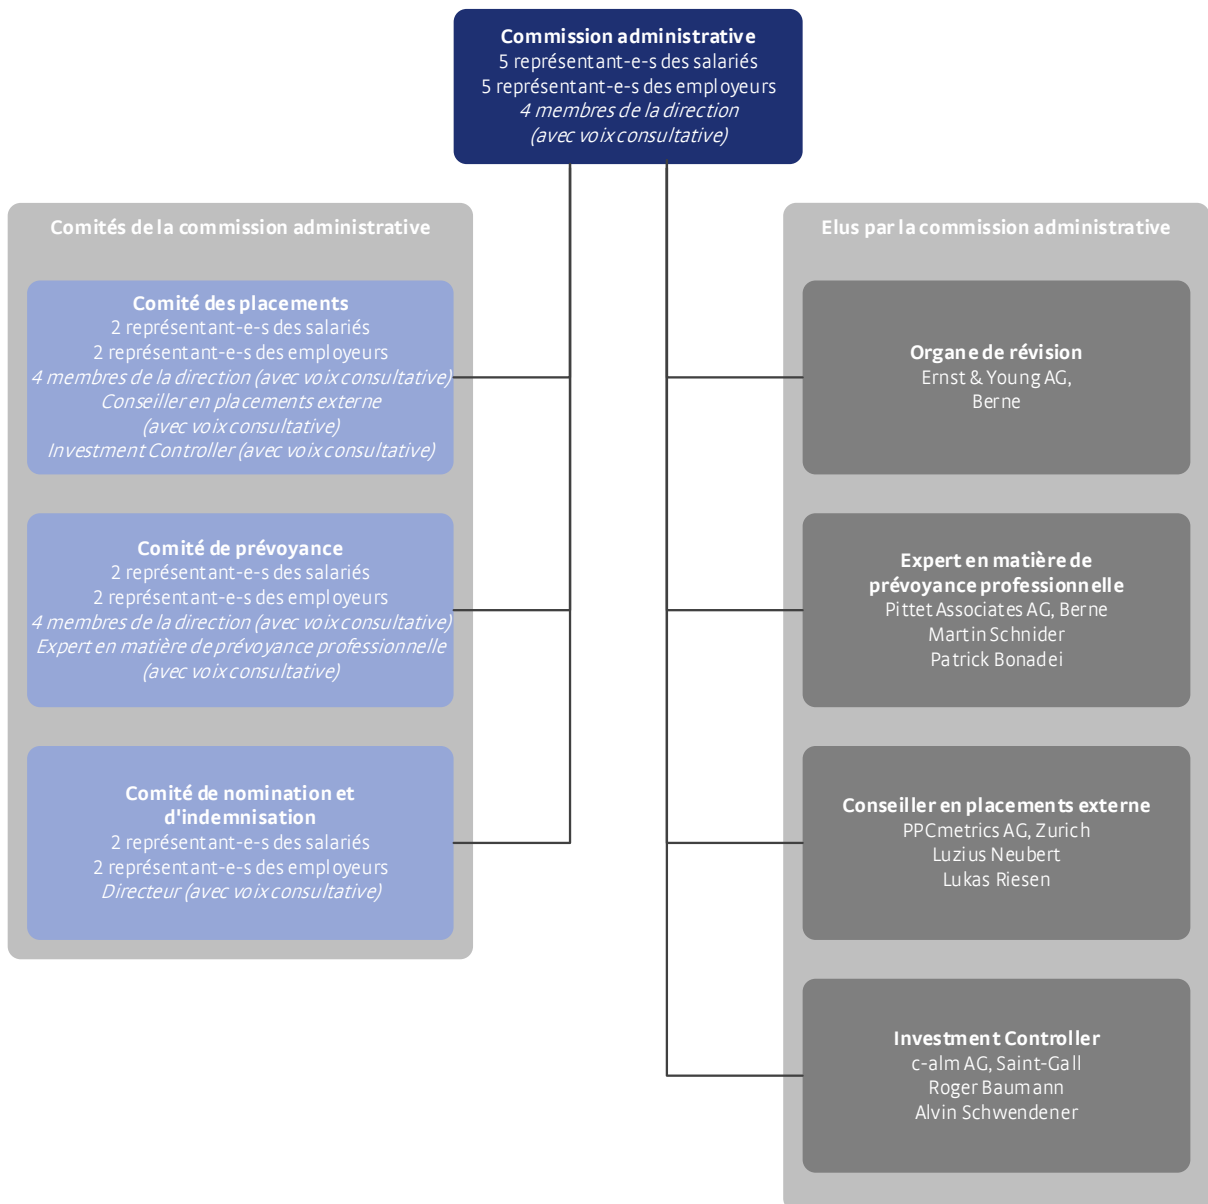 Commission administrative
5 représentant-e-s des salariés
5 représentant-e-s des employeurs
4 membres de la direction
(avec voix consultative)
Comités de la commission administrative
Comité des placements
2 représentant-e-s des salariés
2 représentant-e-s des employeurs
4 membres de la direction (avec voix consultative)
Conseiller en placements externe
(avec voix consultative)
Investment Controller (avec voix consultative)
Comité de prévoyance
2 représentant-e-s des salariés
2 représentant-e-s des employeurs
4 membres de la direction (avec voix consultative)
Expert en matière de prévoyance professionnelle
(avec voix consultative)
Comité de nomination et
d'indemnisation
2 représentant-e-s des salariés
2 représentant-e-s des employeurs
Directeur (avec voix consultative)
Elus par la commission administrative
Organe de révision
Ernst & Young AG,
Berne
Expert en matière de
prévoyance professionnelle
Pittet Associates AG, Berne
Martin Schnider
Patrick Bonadei
Conseiller en placements externe
PPCmetrics AG, Zurich
Luzius Neubert
Lukas Riesen
Investment Controller
c-alm AG, Saint-Gall
Roger Baumann
Alvin Schwendener